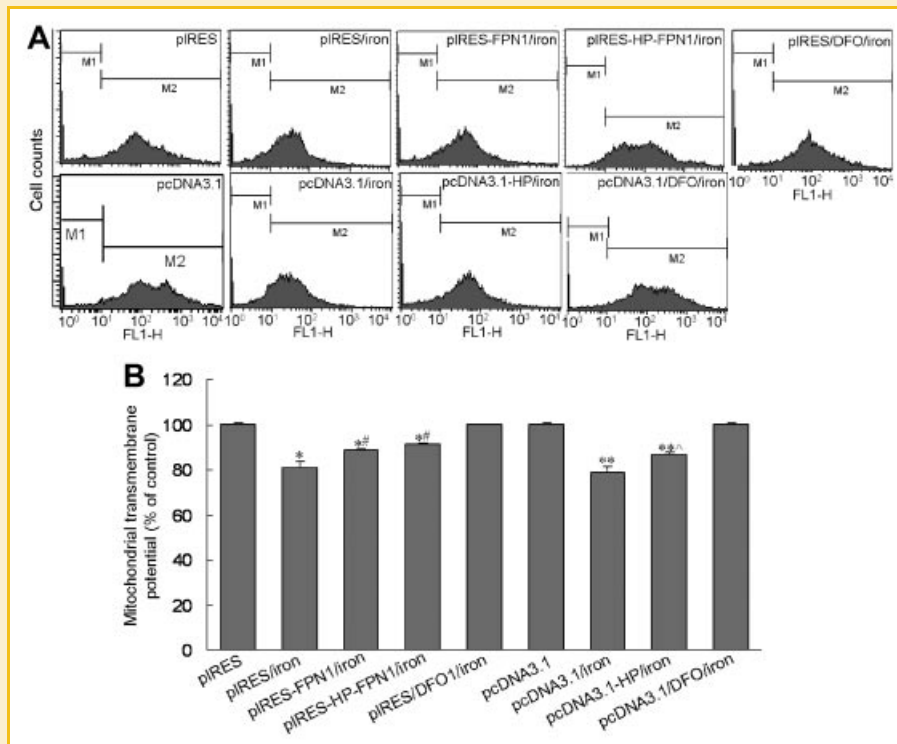 A
pIRES
M1
M2
pIRES/iron
M1
M2
pIRES-FPN1/iron
M1
M2
pIRES-HP-FPN1/iron
M1
M2
pIRES/DFO/iron
M1
M2
10⁰ 10¹ 10² 10³ 10⁴
FL1-H
Cell counts
pcDNA3.1
M1
M2
10⁰ 10¹ 10² 10³ 10⁴
FL1-H
pcDNA3.1/iron
M1
M2
10⁰ 10¹ 10² 10³ 10⁴
FL1-H
pcDNA3.1-HP/iron
M1
M2
10⁰ 10¹ 10² 10³ 10⁴
FL1-H
pcDNA3.1/DFO/iron
M1
M2
10⁰ 10¹ 10² 10³ 10⁴
FL1-H
B
Mitochondrial transmembrane
potential (% of control)
120
100
80
60
40
20
0
*
*#
*#
**
**^
pIRES
pIRES/iron
pIRES-FPN1/iron
pIRES-HP-FPN1/iron
pIRES/DFO1/iron
pcDNA3.1
pcDNA3.1/iron
pcDNA3.1-HP/iron
pcDNA3.1/DFO/iron